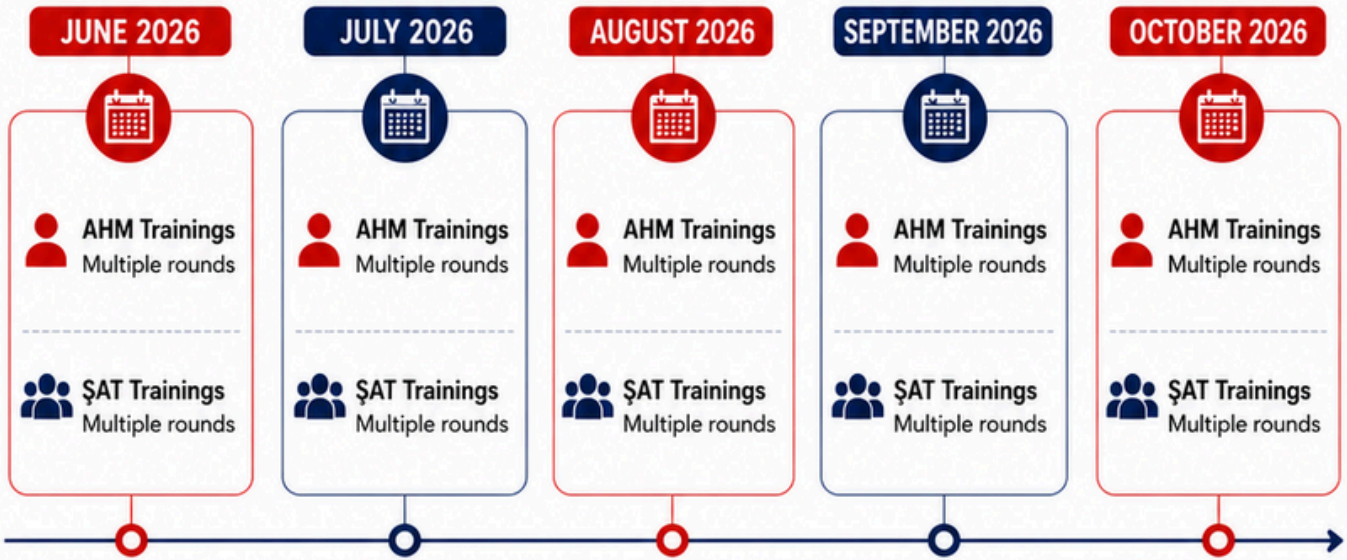 JUNE 2026
AHM Trainings
Multiple rounds
ŞAT Trainings
Multiple rounds
JULY 2026
AHM Trainings
Multiple rounds
ŞAT Trainings
Multiple rounds
AUGUST 2026
AHM Trainings
Multiple rounds
ŞAT Trainings
Multiple rounds
SEPTEMBER 2026
AHM Trainings
Multiple rounds
ŞAT Trainings
Multiple rounds
OCTOBER 2026
AHM Trainings
Multiple rounds
ŞAT Trainings
Multiple rounds